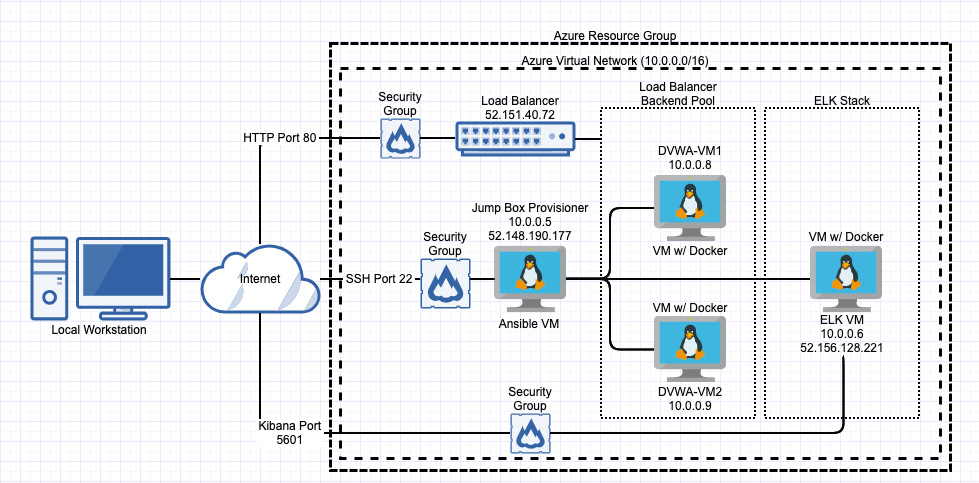 Azure Resource Group
Azure Virtual Network (10.0.0.0/16)
Security
Group
Load Balancer
52.151.40.72
Load Balancer
Backend Pool
ELK Stack
HTTP Port 80
DVWA-VM1
10.0.0.8
VM w/ Docker
Jump Box Provisioner
10.0.0.5
52.148.190.177
Security
Group
VM w/ Docker
Internet
SSH Port 22
Local Workstation
Ansible VM
VM w/ Docker
ELK VM
10.0.0.6
52.156.128.221
DVWA-VM2
10.0.0.9
Security
Group
Kibana Port
5601